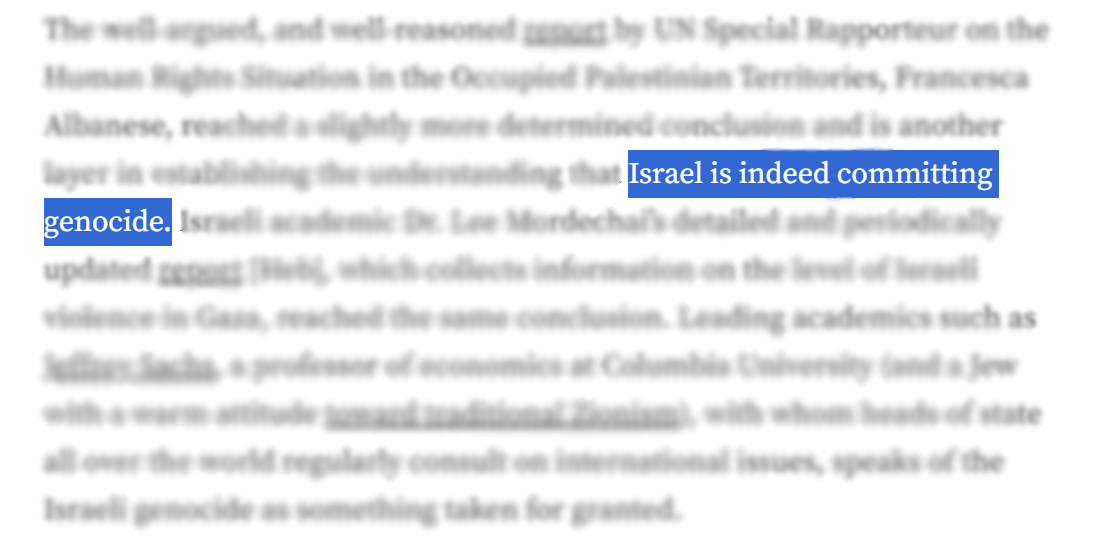 The well-argued, and well-reasoned report by UN Special Rapporteur on the
Human Rights Situation in the Occupied Palestinian Territories, Francesca
Albanese, reached a slightly more determined conclusion and is another
layer in establishing the understanding that Israel is indeed committing
genocide. Israeli academic Dr. Lee Mordechai's detailed and periodically
updated report [Heb], which collects information on the level of Israeli
violence in Gaza, reached the same conclusion. Leading academics such as
Jeffrey Sachs, a professor of economics at Columbia University (and a Jew
with a warm attitude toward traditional Zionism), with whom heads of state
all over the world regularly consult on international issues, speaks of the
Israeli genocide as something taken for granted.